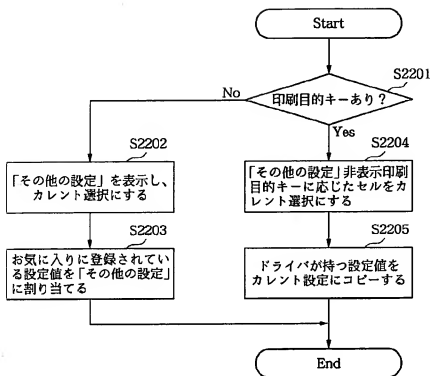 Start
S2201
印刷目的キーあり?
No
Yes
S2202
「その他の設定」を表示し、
カレント選択にする
S2204
「その他の設定」非表示印刷
目的キーに応じたセルをカ
レント選択にする
S2203
お気に入りに登録されてい
る設定値を「その他の設定」
に割り当てる
S2205
ドライバが持つ設定値を
カレント設定にコピーする
End